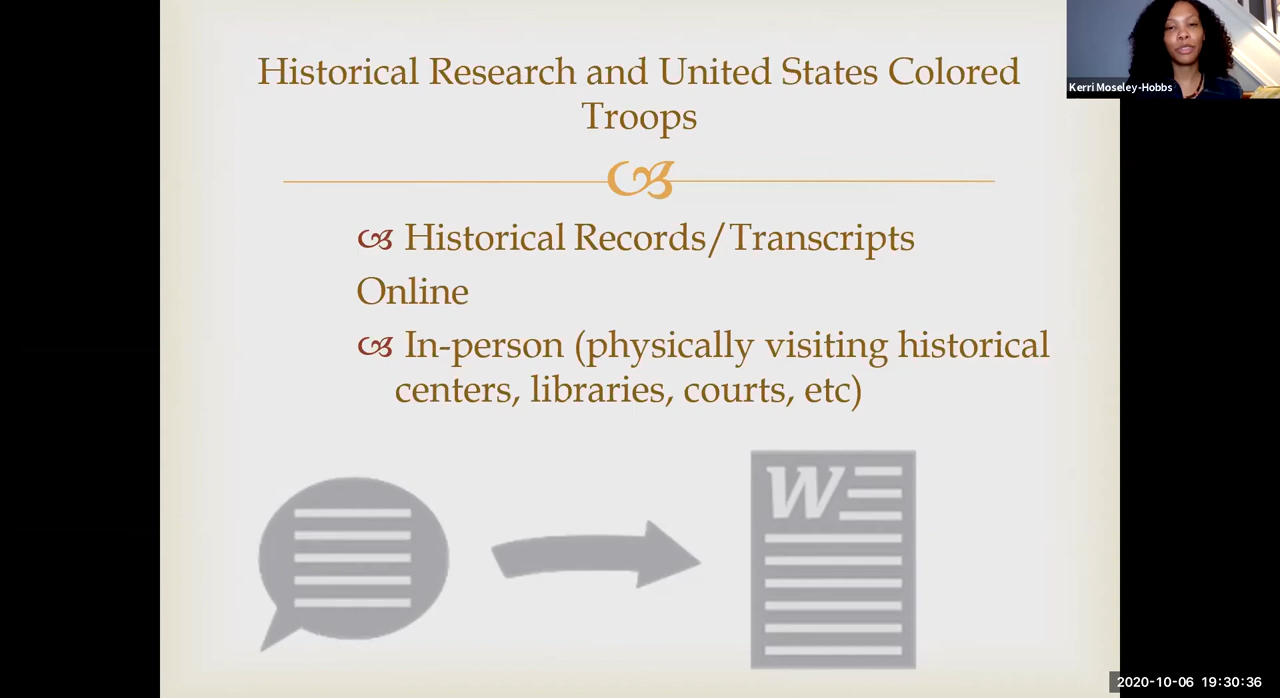 Historical Research and United States Colored
Troops
Kerri Moseley-Hobbs
Historical Records/Transcripts
Online
In-person (physically visiting historical
centers, libraries, courts, etc)
W
2020-10-06 19:30:36